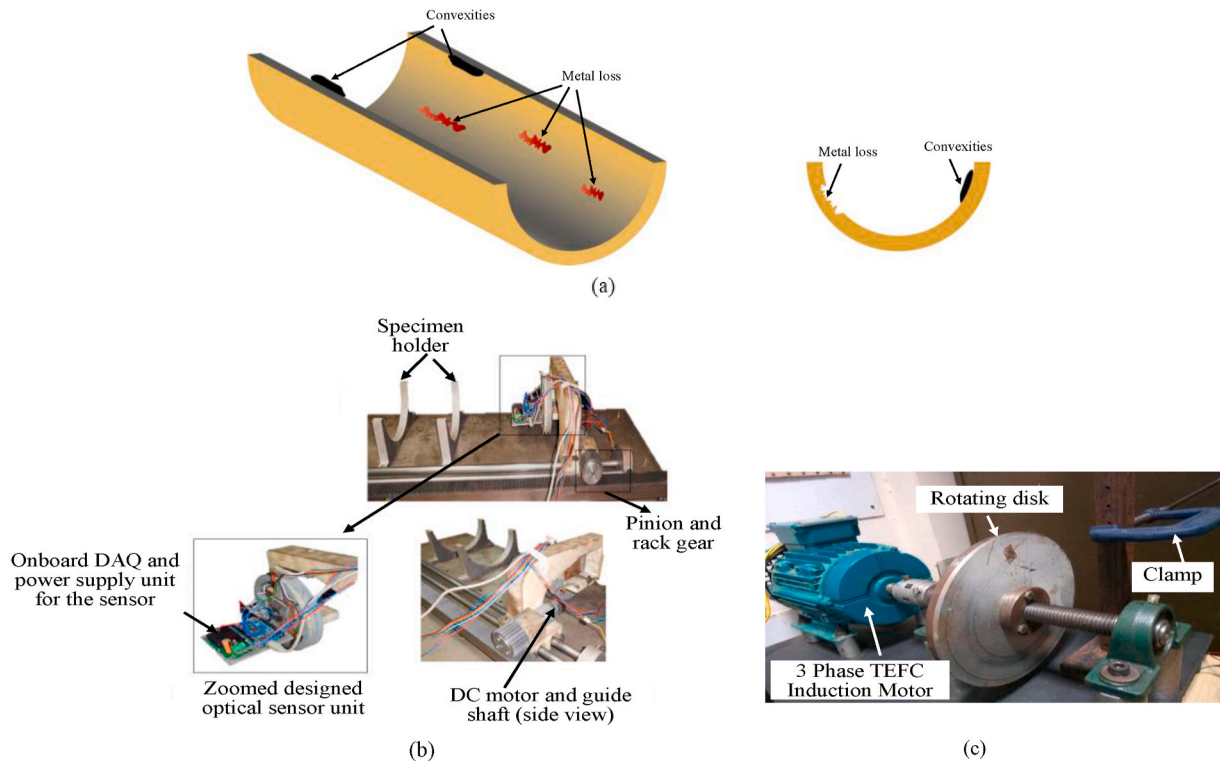 Convexities
Metal loss
Metal loss
Convexities
(a)
Specimen
holder
Pinion and
rack gear
Onboard DAQ and
power supply unit
for the sensor
Zoomed designed
optical sensor unit
DC motor and guide
shaft (side view)
(b)
Rotating disk
Clamp
3 Phase TEFC
Induction Motor
(c)